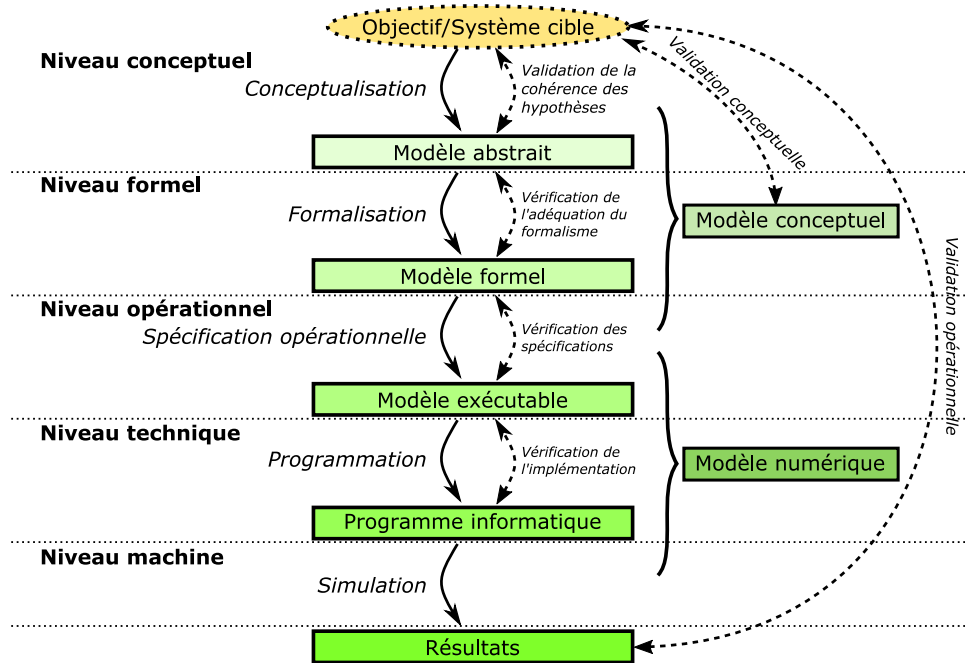 Objectif/Système cible
Niveau conceptuel
Conceptualisation
Validation de la
cohérence des
hypothèses
Validation conceptuelle
Modèle abstrait
Niveau formel
Formalisation
Vérification de
l'adéquation du
formalisme
Modèle conceptuel
Modèle formel
Niveau opérationnel
Spécification opérationnelle
Vérification des
spécifications
Validation opérationnelle
Modèle exécutable
Niveau technique
Programmation
Vérification de
l'implémentation
Modèle numérique
Programme informatique
Niveau machine
Simulation
Résultats